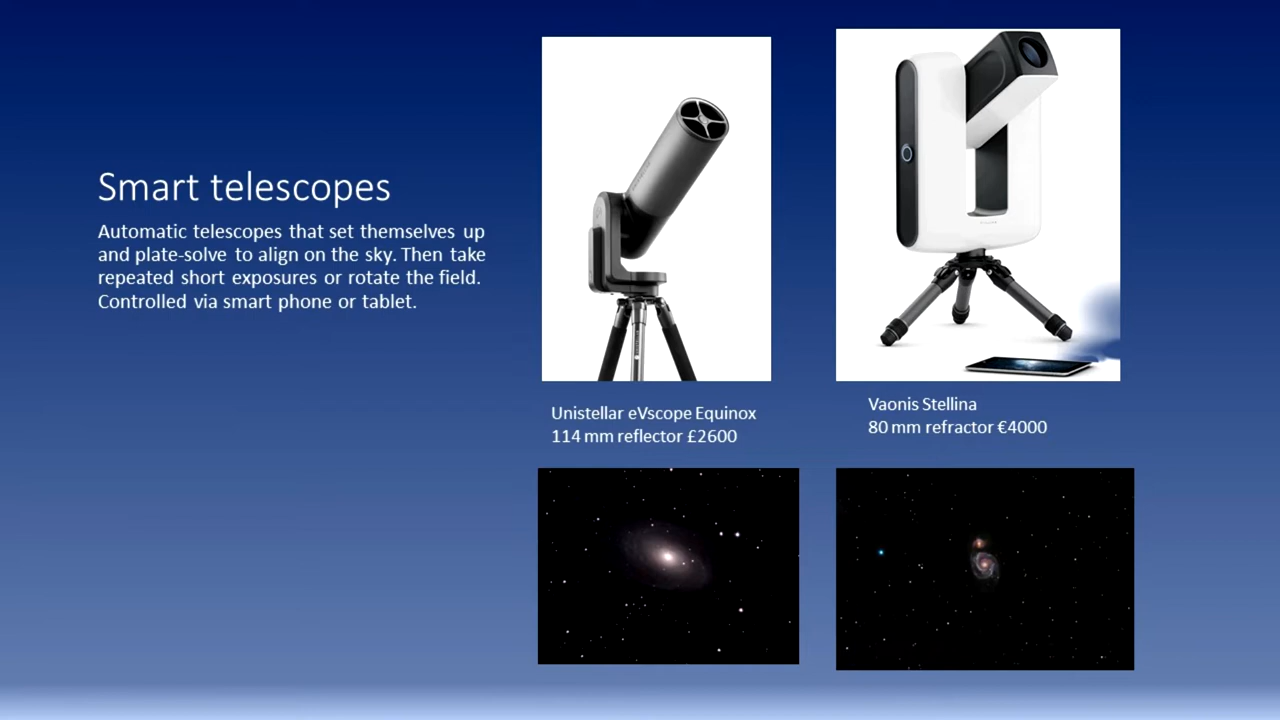 Smart telescopes
Automatic telescopes that set themselves up
and plate-solve to align on the sky. Then take
repeated short exposures or rotate the field.
Controlled via smart phone or tablet.
Unistellar eVscope Equinox
114 mm reflector £2600
Vaonis Stellina
80 mm refractor €4000